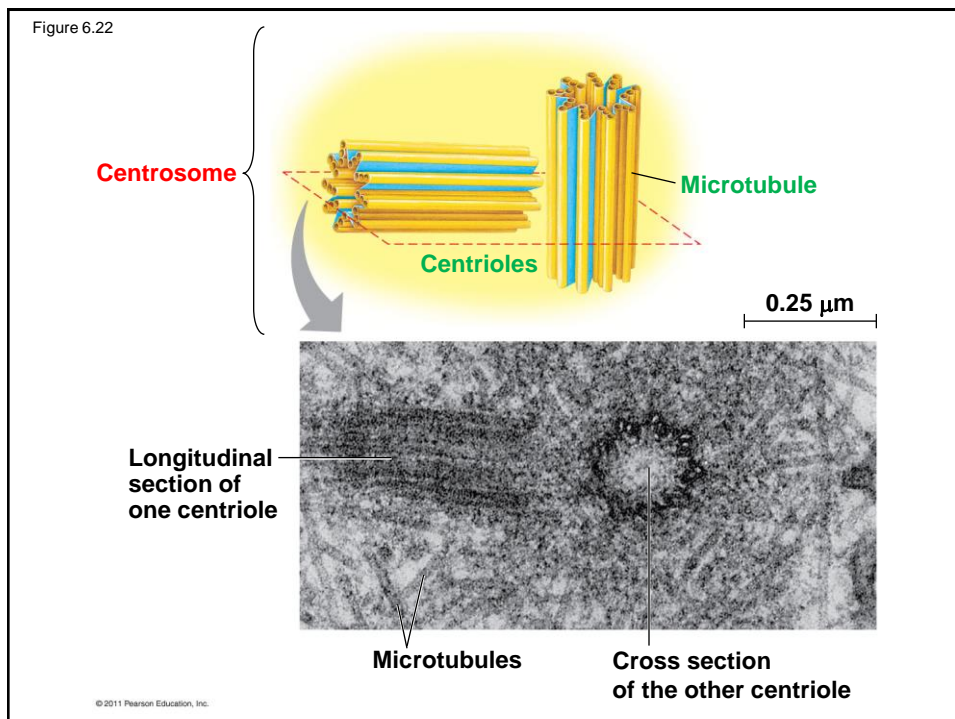 Figure 6.22
Centrosome
Microtubule
Centrioles
0.25 μm
Longitudinal
section of
one centriole
Microtubules
Cross section
of the other centriole
© 2011 Pearson Education, Inc.